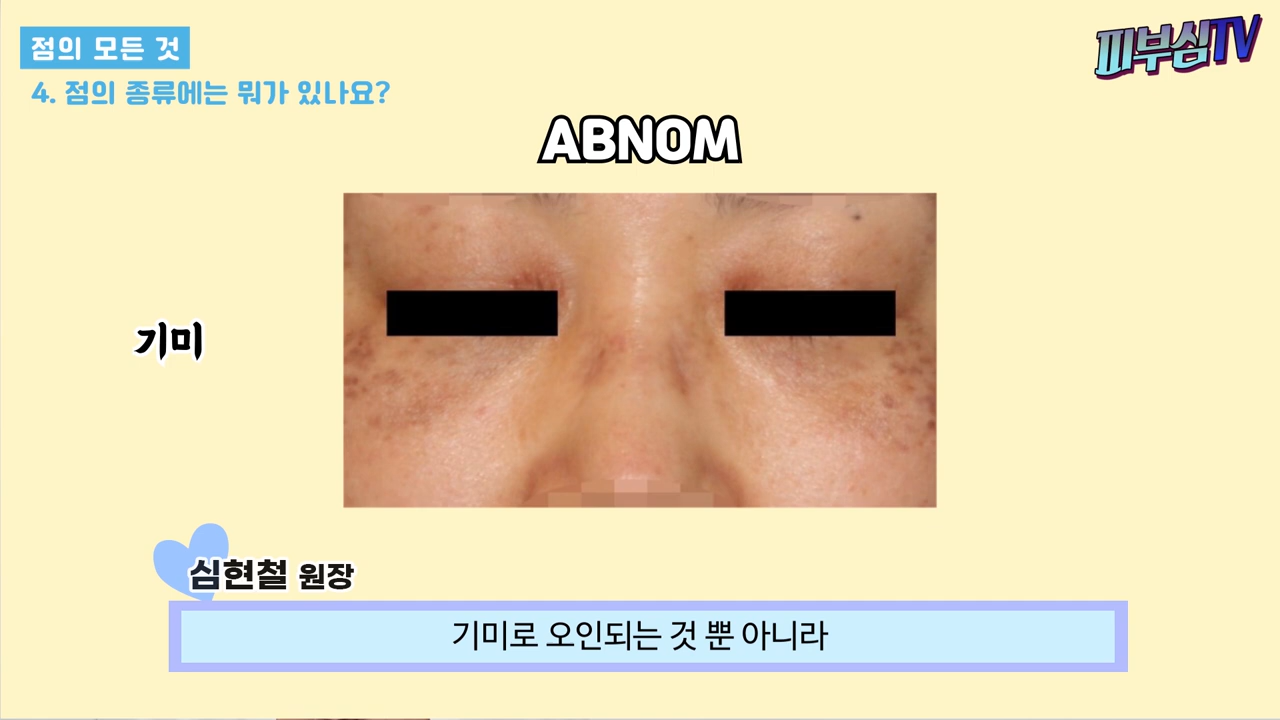 점의 모든 것
피부심TV
4. 점의 종류에는 뭐가 있나요?
ABNOM
기미
심현철 원장
기미로 오인되는 것 뿐 아니라